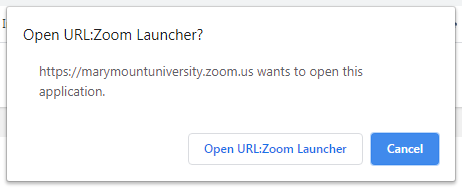 Open URL:Zoom Launcher?
https://marymountuniversity.zoom.us wants to open this
application.
Open URL:Zoom Launcher Cancel